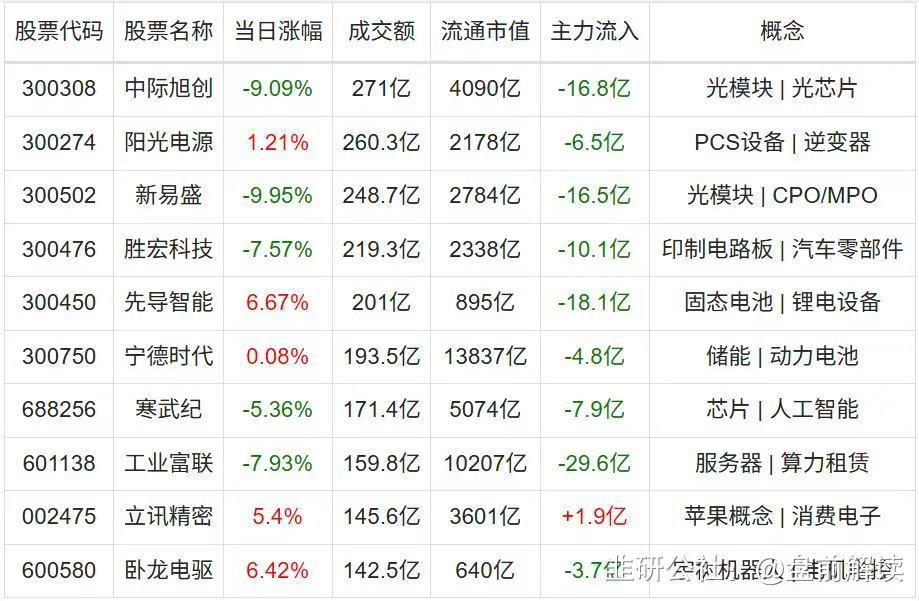 股票代码 股票名称 当日涨幅 成交额 流通市值 主力流入 概念
300308 中际旭创 -9.09% 271亿 4090亿 -16.8亿 光模块 | 光芯片
300274 阳光电源 1.21% 260.3亿 2178亿 -6.5亿 PCS设备 | 逆变器
300502 新易盛 -9.95% 248.7亿 2784亿 -16.5亿 光模块 | CPO/MPO
300476 胜宏科技 -7.57% 219.3亿 2338亿 -10.1亿 印制电路板 | 汽车零部件
300450 先导智能 6.67% 201亿 895亿 -18.1亿 固态电池 | 锂电设备
300750 宁德时代 0.08% 193.5亿 13837亿 -4.8亿 储能 | 动力电池
688256 寒武纪 -5.36% 171.4亿 5074亿 -7.9亿 芯片 | 人工智能
601138 工业富联 -7.93% 159.8亿 10207亿 -29.6亿 服务器 | 算力租赁
002475 立讯精密 5.4% 145.6亿 3601亿 +1.9亿 苹果概念 | 消费电子
600580 卧龙电驱 6.42% 142.5亿 640亿 -3.7亿 机器人 |
韭研公社 @盘前解读